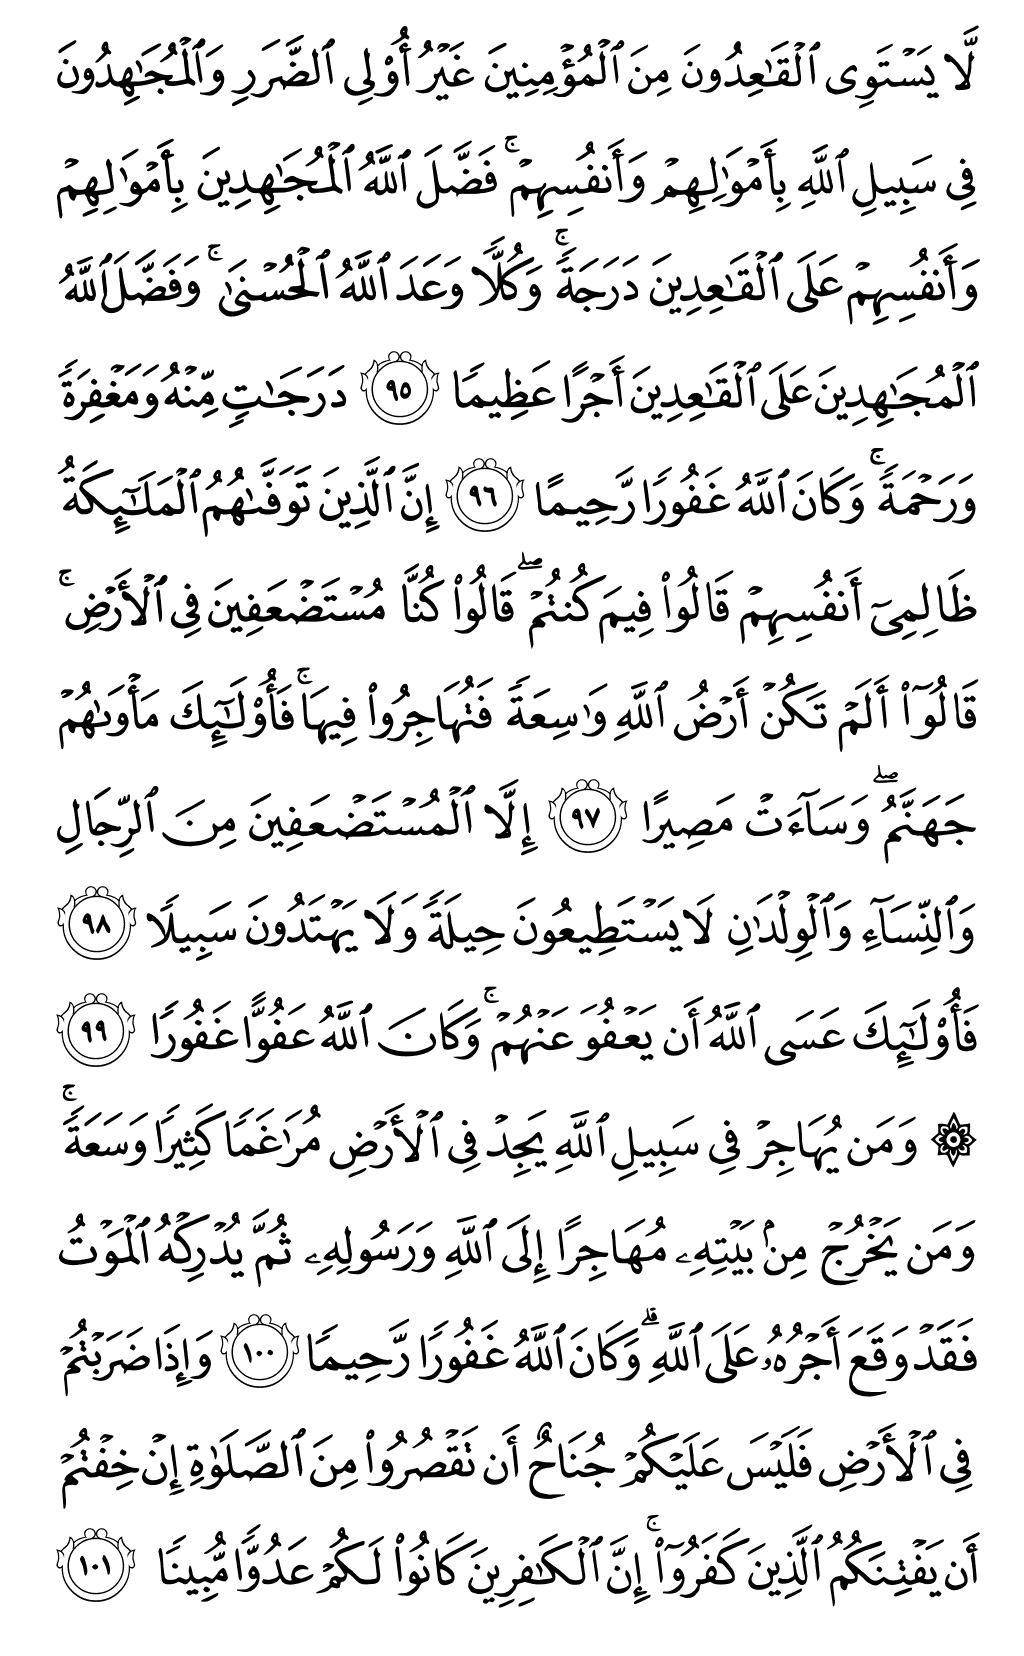 لَّا يَسْتَوِى ٱلْقَـٰعِدُونَ مِنَ ٱلْمُؤْمِنِينَ غَيْرُ أُو۟لِى ٱلضَّرَرِ وَٱلْمُجَـٰهِدُونَ
فِى سَبِيلِ ٱللَّهِ بِأَمْوَٰلِهِمْ وَأَنفُسِهِمْ ۚ فَضَّلَ ٱللَّهُ ٱلْمُجَـٰهِدِينَ بِأَمْوَٰلِهِمْ
وَأَنفُسِهِمْ عَلَى ٱلْقَـٰعِدِينَ دَرَجَةً ۚ وَكُلًّا وَعَدَ ٱللَّهُ ٱلْحُسْنَىٰ ۚ وَفَضَّلَ ٱللَّهُ
ٱلْمُجَـٰهِدِينَ عَلَى ٱلْقَـٰعِدِينَ أَجْرًا عَظِيمًا ٩٥ دَرَجَـٰتٍ مِّنْهُ وَمَغْفِرَةً
وَرَحْمَةً ۚ وَكَانَ ٱللَّهُ غَفُورًا رَّحِيمًا ٩٦ إِنَّ ٱلَّذِينَ تَوَفَّىٰهُمُ ٱلْمَلَـٰٓئِكَةُ
ظَالِمِىٓ أَنفُسِهِمْ قَالُوا۟ فِيمَ كُنتُمْ ۖ قَالُوا۟ كُنَّا مُسْتَضْعَفِينَ فِى ٱلْأَرْضِ ۚ
قَالُوٓا۟ أَلَمْ تَكُنْ أَرْضُ ٱللَّهِ وَٰسِعَةً فَتُهَاجِرُوا۟ فِيهَا ۚ فَأُو۟لَـٰٓئِكَ مَأْوَىٰهُمْ
جَهَنَّمُ ۖ وَسَآءَتْ مَصِيرًا ٩٧ إِلَّا ٱلْمُسْتَضْعَفِينَ مِنَ ٱلرِّجَالِ
وَٱلنِّسَآءِ وَٱلْوِلْدَٰنِ لَا يَسْتَطِيعُونَ حِيلَةً وَلَا يَهْتَدُونَ سَبِيلًا ٩٨
فَأُو۟لَـٰٓئِكَ عَسَى ٱللَّهُ أَن يَعْفُوَ عَنْهُمْ ۚ وَكَانَ ٱللَّهُ عَفُوًّا غَفُورًا ٩٩
۞ وَمَن يُهَاجِرْ فِى سَبِيلِ ٱللَّهِ يَجِدْ فِى ٱلْأَرْضِ مُرَٰغَمًا كَثِيرًا وَسَعَةً ۚ
وَمَن يَخْرُجْ مِنۢ بَيْتِهِۦ مُهَاجِرًا إِلَى ٱللَّهِ وَرَسُولِهِۦ ثُمَّ يُدْرِكْهُ ٱلْمَوْتُ
فَقَدْ وَقَعَ أَجْرُهُۥ عَلَى ٱللَّهِ ۗ وَكَانَ ٱللَّهُ غَفُورًا رَّحِيمًا ١٠٠ وَإِذَا ضَرَبْتُمْ
فِى ٱلْأَرْضِ فَلَيْسَ عَلَيْكُمْ جُنَاحٌ أَن تَقْصُرُوا۟ مِنَ ٱلصَّلَوٰةِ إِنْ خِفْتُمْ
أَن يَفْتِنَكُمُ ٱلَّذِينَ كَفَرُوٓا۟ ۚ إِنَّ ٱلْكَـٰفِرِينَ كَانُوا۟ لَكُمْ عَدُوًّا مُّبِينًا ١٠١